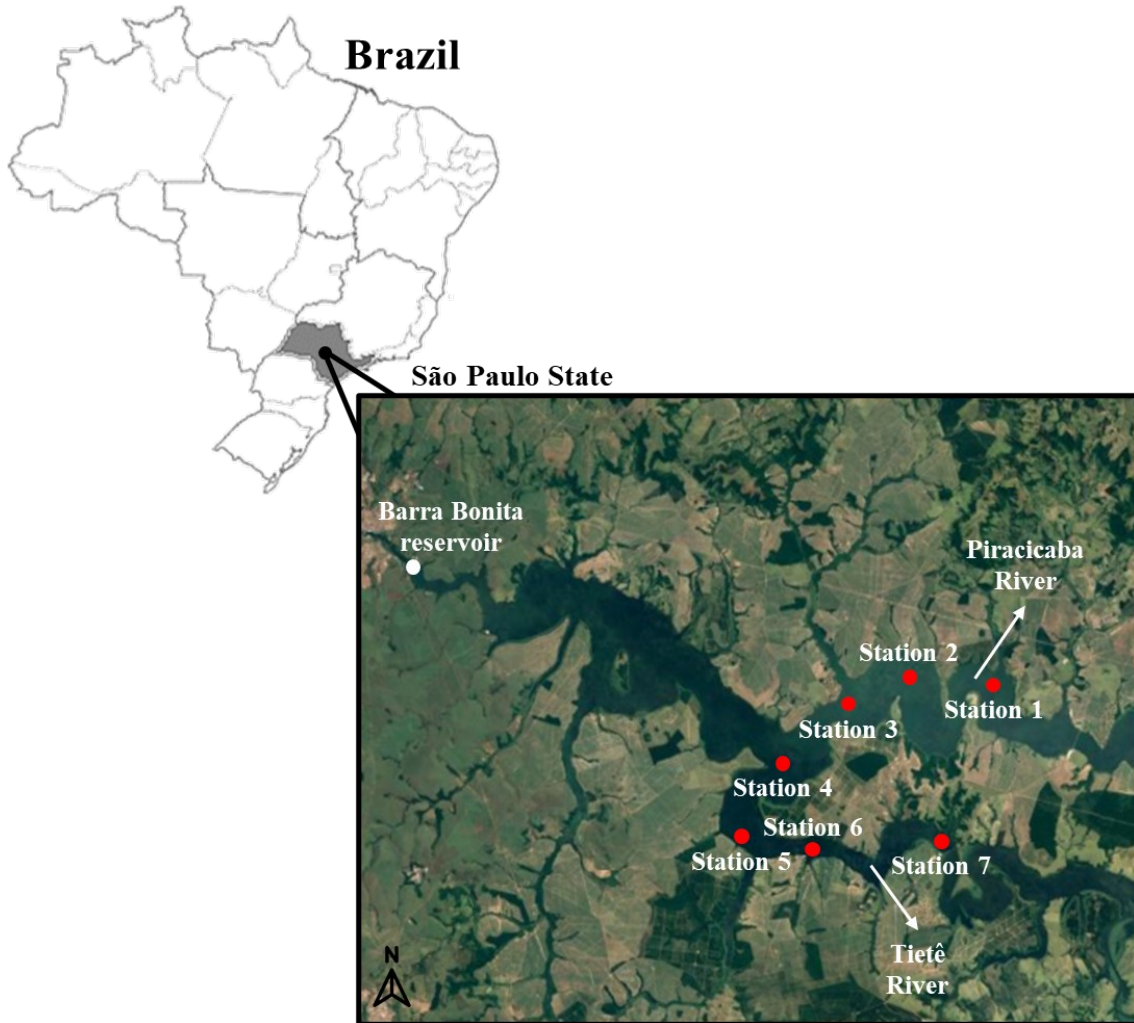 Brazil
São Paulo State
Barra Bonita
reservoir
Piracicaba
River
Station 2
Station 1
Station 3
Station 4
Station 6
Station 5
Station 7
Tietê
River
N